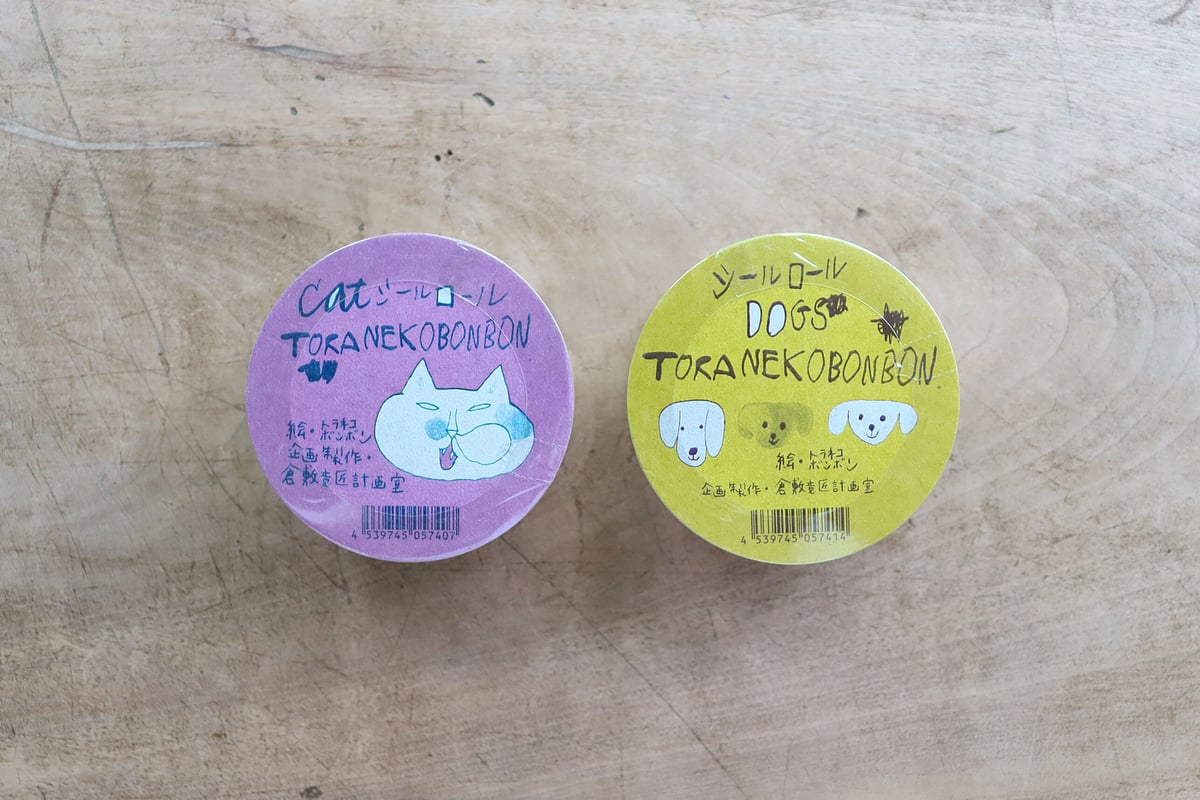 Cat シールロール
TORANEKOBONBON
絵・トラネコボンボン
企画製作・
倉敷意匠計画室
4 539745 057407
シールロール
DOGS
TORANEKOBONBON.
絵・トラネコボンボン
企画製作・倉敷意匠計画室
4 539745 057414